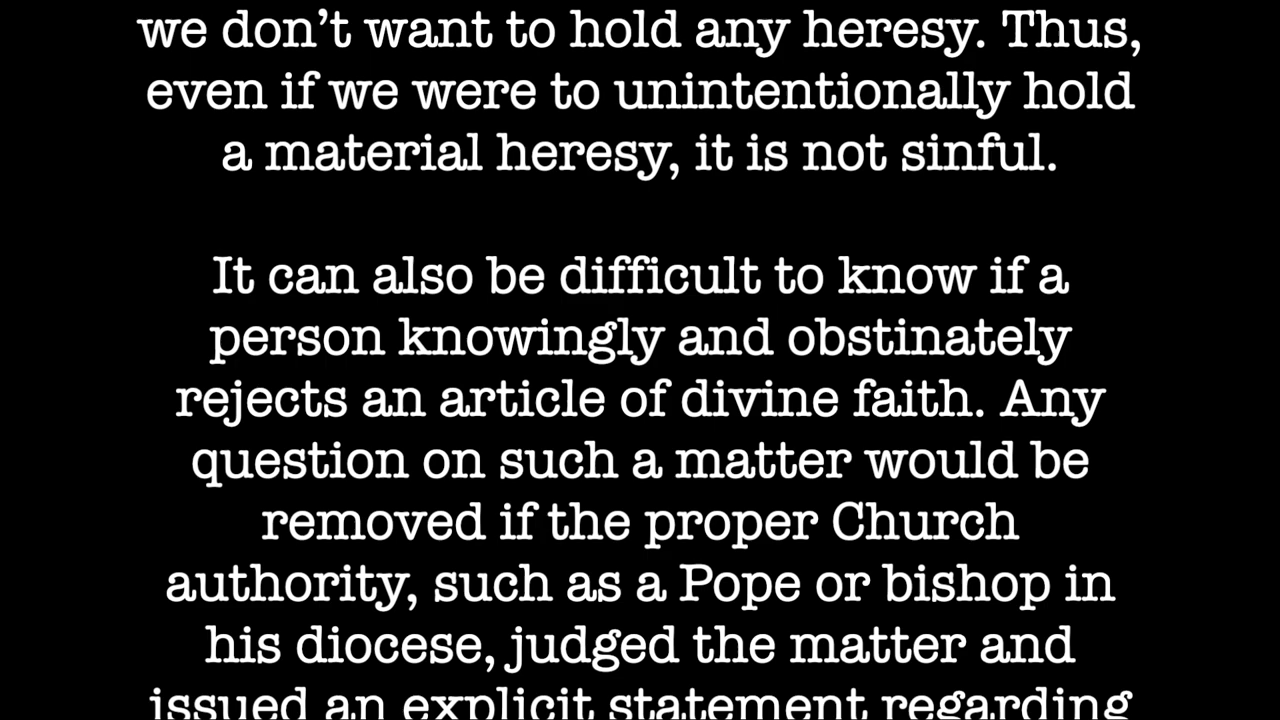 we don’t want to hold any heresy. Thus,
even if we were to unintentionally hold
a material heresy, it is not sinful.
It can also be difficult to know if a
person knowingly and obstinately
rejects an article of divine faith. Any
question on such a matter would be
removed if the proper Church
authority, such as a Pope or bishop in
his diocese, judged the matter and
issued an explicit statement regarding